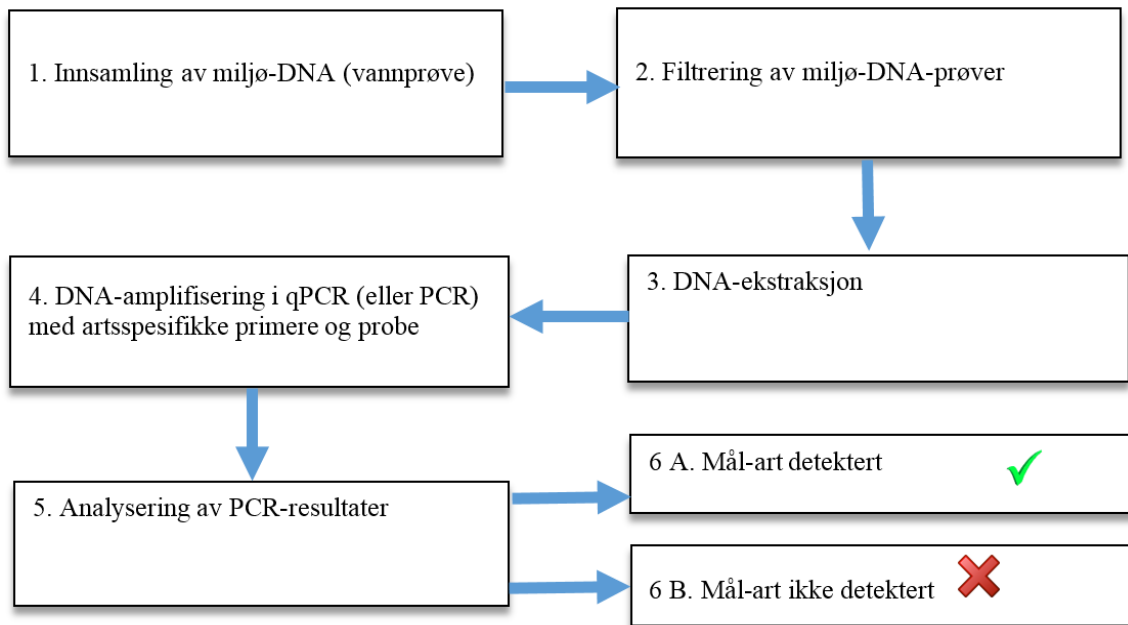 1. Innsamling av miljø-DNA (vannprøve)
2. Filtrering av miljø-DNA-prøver
3. DNA-ekstraksjon
4. DNA-amplifisering i qPCR (eller PCR)
med artsspesifikke primere og probe
5. Analysering av PCR-resultater
6 A. Mål-art detektert
6 B. Mål-art ikke detektert